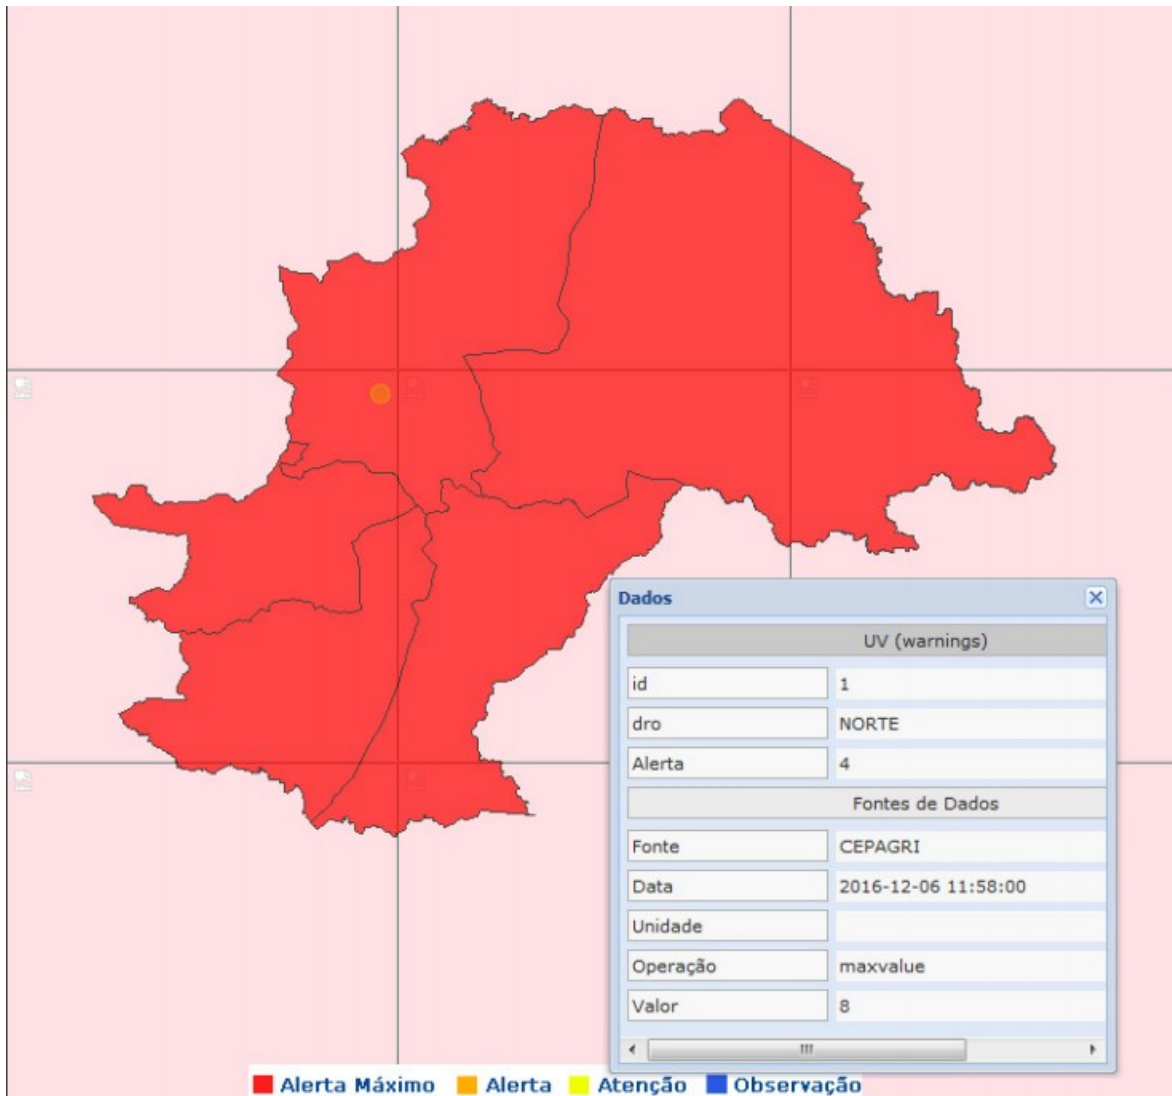 Dados
UV (warnings)
id 1
dro NORTE
Alerta 4
Fontes de Dados
Fonte CEPAGRI
Data 2016-12-06 11:58:00
Unidade
Operação maxvalue
Valor 8
Alerta Máximo Alerta Atenção Observação